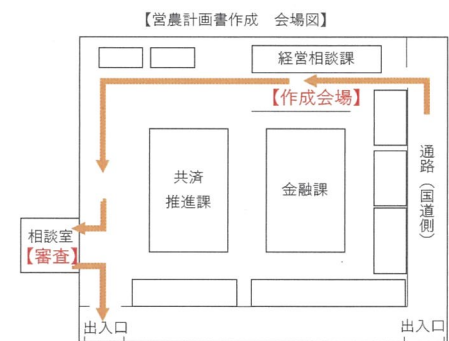 【営農計画書作成　会場図】
経営相談課
【作成会場】
通路（国道側）
共済
推進課
金融課
相談室
【審査】
出入口
出入口